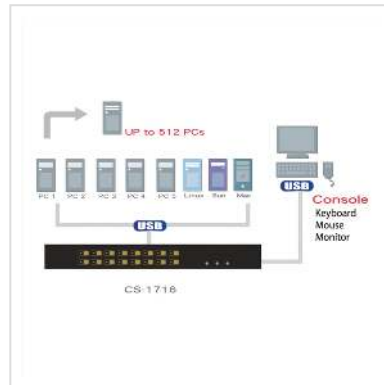 UP to 512 PCs
PC 1 PC 2 PC 3 PC 4 PC 5 Linux Sun Mac
USB
USB
Console
Keyboard
Mouse
Monitor
CS-1716